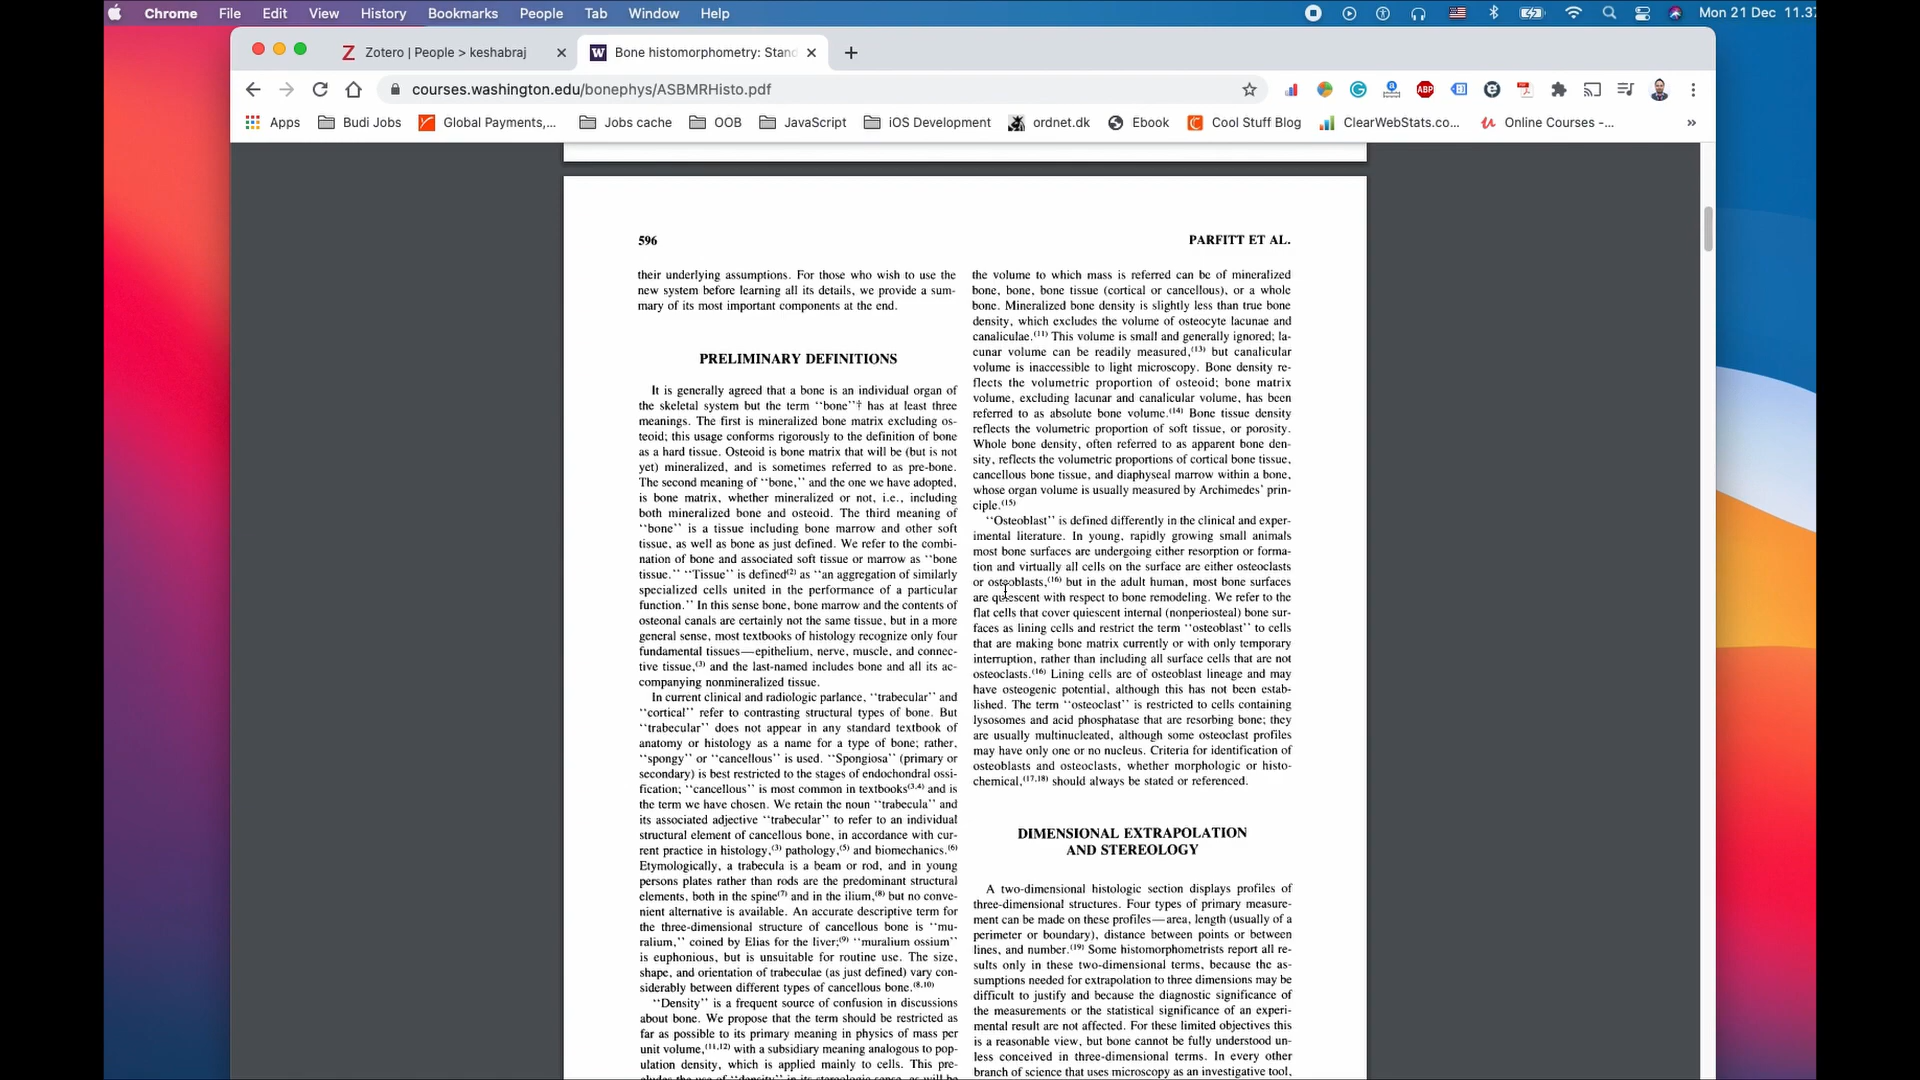 Chrome File Edit View History Bookmarks People Tab Window Help Mon 21 Dec 11.37
Zotero | People > keshabraj
Bone histomorphometry: Stand
courses.washington.edu/bonephys/ASBMRHisto.pdf
ABP
Apps Budi Jobs Global Payments,... Jobs cache OOB JavaScript iOS Development ordnet.dk Ebook Cool Stuff Blog ClearWebStats.co... Online Courses -... »
596
PARFITT ET AL.
their underlying assumptions. For those who wish to use the
new system before learning all its details, we provide a sum-
mary of its most important components at the end.
PRELIMINARY DEFINITIONS
It is generally agreed that a bone is an individual organ of
the skeletal system but the term ‘‘bone’’† has at least three
meanings. The first is mineralized bone matrix excluding os-
teoid; this usage conforms rigorously to the definition of bone
as a hard tissue. Osteoid is bone matrix that will be (but is not
yet) mineralized, and is sometimes referred to as pre-bone.
The second meaning of ‘‘bone,’’ and the one we have adopted,
is bone matrix, whether mineralized or not, i.e., including
both mineralized bone and osteoid. The third meaning of
‘‘bone’’ is a tissue including bone marrow and other soft
tissue, as well as bone as just defined. We refer to the combi-
nation of bone and associated soft tissue or marrow as ‘‘bone
tissue.’’ ‘‘Tissue’’ is defined(2) as ‘‘an aggregation of similarly
specialized cells united in the performance of a particular
function.’’ In this sense bone, bone marrow and the contents of
osteonal canals are certainly not the same tissue, but in a more
general sense, most textbooks of histology recognize only four
fundamental tissues—epithelium, nerve, muscle, and connec-
tive tissue,(3) and the last-named includes bone and all its ac-
companying nonmineralized tissue.
In current clinical and radiologic parlance, ‘‘trabecular’’ and
‘‘cortical’’ refer to contrasting structural types of bone. But
‘‘trabecular’’ does not appear in any standard textbook of
anatomy or histology as a name for a type of bone; rather,
‘‘spongy’’ or ‘‘cancellous’’ is used. ‘‘Spongiosa’’ (primary or
secondary) is best restricted to the stages of endochondral ossi-
fication; ‘‘cancellous’’ is most common in textbooks(3,4) and is
the term we have chosen. We retain the noun ‘‘trabecula’’ and
its associated adjective ‘‘trabecular’’ to refer to an individual
structural element of cancellous bone, in accordance with cur-
rent practice in histology,(3) pathology,(5) and biomechanics.(6)
Etymologically, a trabecula is a beam or rod, and in young
persons plates rather than rods are the predominant structural
elements, both in the spine(7) and in the ilium,(8) but no conve-
nient alternative is available. An accurate descriptive term for
the three-dimensional structure of cancellous bone is ‘‘mu-
ralium,’’ coined by Elias for the liver;(9) ‘‘muralium ossium’’
is euphonious, but is unsuitable for routine use. The size,
shape, and orientation of trabeculae (as just defined) vary con-
siderably between different types of cancellous bone.(8,10)
‘‘Density’’ is a frequent source of confusion in discussions
about bone. We propose that the term should be restricted as
far as possible to its primary meaning in physics of mass per
unit volume,(11,12) with a subsidiary meaning analogous to pop-
ulation density, which is applied mainly to cells. This pre-
cludes the use of ‘‘density’’ in its stereologic sense, as will be
the volume to which mass is referred can be of mineralized
bone, bone, bone tissue (cortical or cancellous), or a whole
bone. Mineralized bone density is slightly less than true bone
density, which excludes the volume of osteocyte lacunae and
canaliculae.(11) This volume is small and generally ignored; la-
cunar volume can be readily measured,(13) but canalicular
volume is inaccessible to light microscopy. Bone density re-
flects the volumetric proportion of osteoid; bone matrix
volume, excluding lacunar and canalicular volume, has been
referred to as absolute bone volume.(14) Bone tissue density
reflects the volumetric proportion of soft tissue, or porosity.
Whole bone density, often referred to as apparent bone den-
sity, reflects the volumetric proportions of cortical bone tissue,
cancellous bone tissue, and diaphyseal marrow within a bone,
whose organ volume is usually measured by Archimedes’ prin-
ciple.(15)
‘‘Osteoblast’’ is defined differently in the clinical and exper-
imental literature. In young, rapidly growing small animals
most bone surfaces are undergoing either resorption or forma-
tion and virtually all cells on the surface are either osteoclasts
or osteoblasts,(16) but in the adult human, most bone surfaces
are quiescent with respect to bone remodeling. We refer to the
flat cells that cover quiescent internal (nonperiosteal) bone sur-
faces as lining cells and restrict the term ‘‘osteoblast’’ to cells
that are making bone matrix currently or with only temporary
interruption, rather than including all surface cells that are not
osteoclasts.(16) Lining cells are of osteoblast lineage and may
have osteogenic potential, although this has not been estab-
lished. The term ‘‘osteoclast’’ is restricted to cells containing
lysosomes and acid phosphatase that are resorbing bone; they
are usually multinucleated, although some osteoclast profiles
may have only one or no nucleus. Criteria for identification of
osteoblasts and osteoclasts, whether morphologic or histo-
chemical,(17,18) should always be stated or referenced.
DIMENSIONAL EXTRAPOLATION
AND STEREOLOGY
A two-dimensional histologic section displays profiles of
three-dimensional structures. Four types of primary measure-
ment can be made on these profiles—area, length (usually of a
perimeter or boundary), distance between points or between
lines, and number.(19) Some histomorphometrists report all re-
sults only in these two-dimensional terms, because the as-
sumptions needed for extrapolation to three dimensions may be
difficult to justify and because the diagnostic significance of
the measurements or the statistical significance of an experi-
mental result are not affected. For these limited objectives this
is a reasonable view, but bone cannot be fully understood un-
less conceived in three-dimensional terms. In every other
branch of science that uses microscopy as an investigative tool,